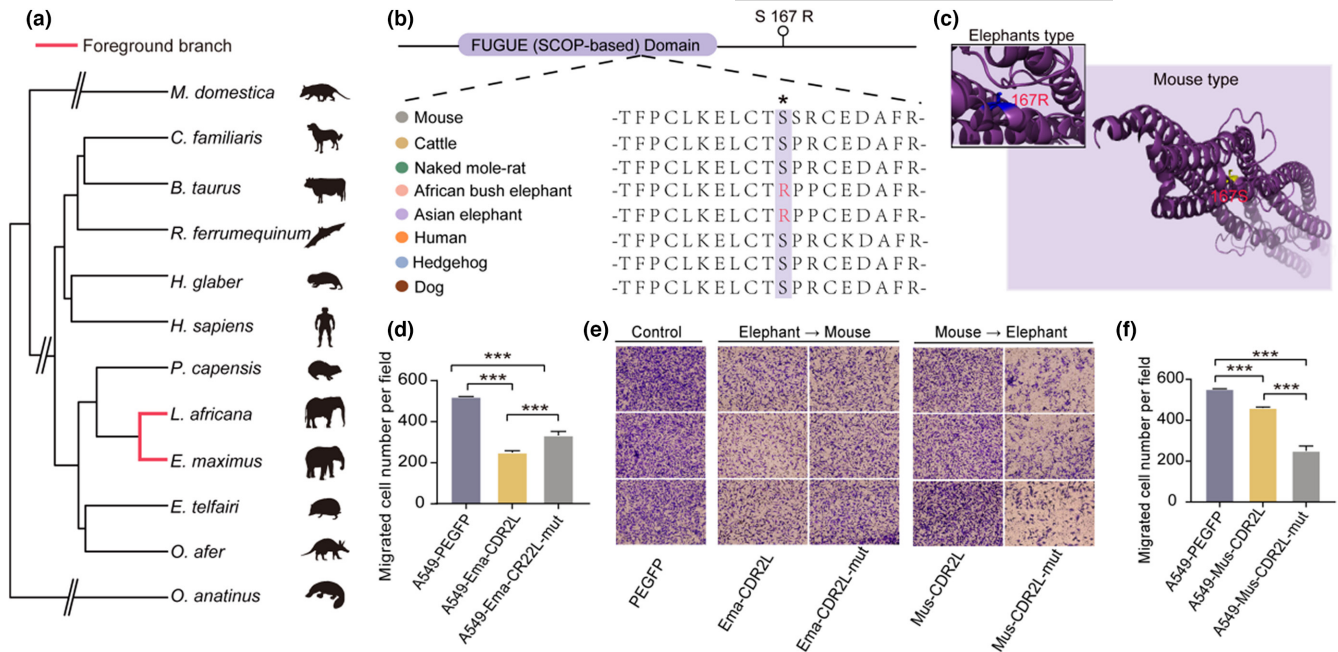 (a)
Foreground branch
M. domestica
C. familiaris
B. taurus
R. ferrumequinum
H. glaber
H. sapiens
P. capensis
L. africana
E. maximus
E. telfairi
O. afer
O. anatinus
(b)
S 167 R
FUGUE (SCOP-based) Domain
*
Mouse -TFPCLKELCTSSRCEDAFR-
Cattle -TFPCLKELCTSPRCEDAFR-
Naked mole-rat -TFPCLKELCTSPRCEDAFR-
African bush elephant -TFPCLKELCTRPPCEDAFR-
Asian elephant -TFPCLKELCTRPPCEDAFR-
Human -TFPCLKELCTSPRCKDAFR-
Hedgehog -TFPCLKELCTSPRCEDAFR-
Dog -TFPCLKELCTSPRCEDAFR-
(c)
Elephants type
167R
Mouse type
167S
(d)
Migrated cell number per field
600
400
200
0
***
***
***
A549-PEGFP
A549-Ema-CDR2L
A549-Ema-CR22L-mut
(e)
Control
Elephant → Mouse
Mouse → Elephant
PEGFP
Ema-CDR2L
Ema-CDR2L-mut
Mus-CDR2L
Mus-CDR2L-mut
(f)
Migrated cell number per field
600
400
200
0
***
***
***
A549-PEGFP
A549-Mus-CDR2L
A549-Mus-CDR2L-mut